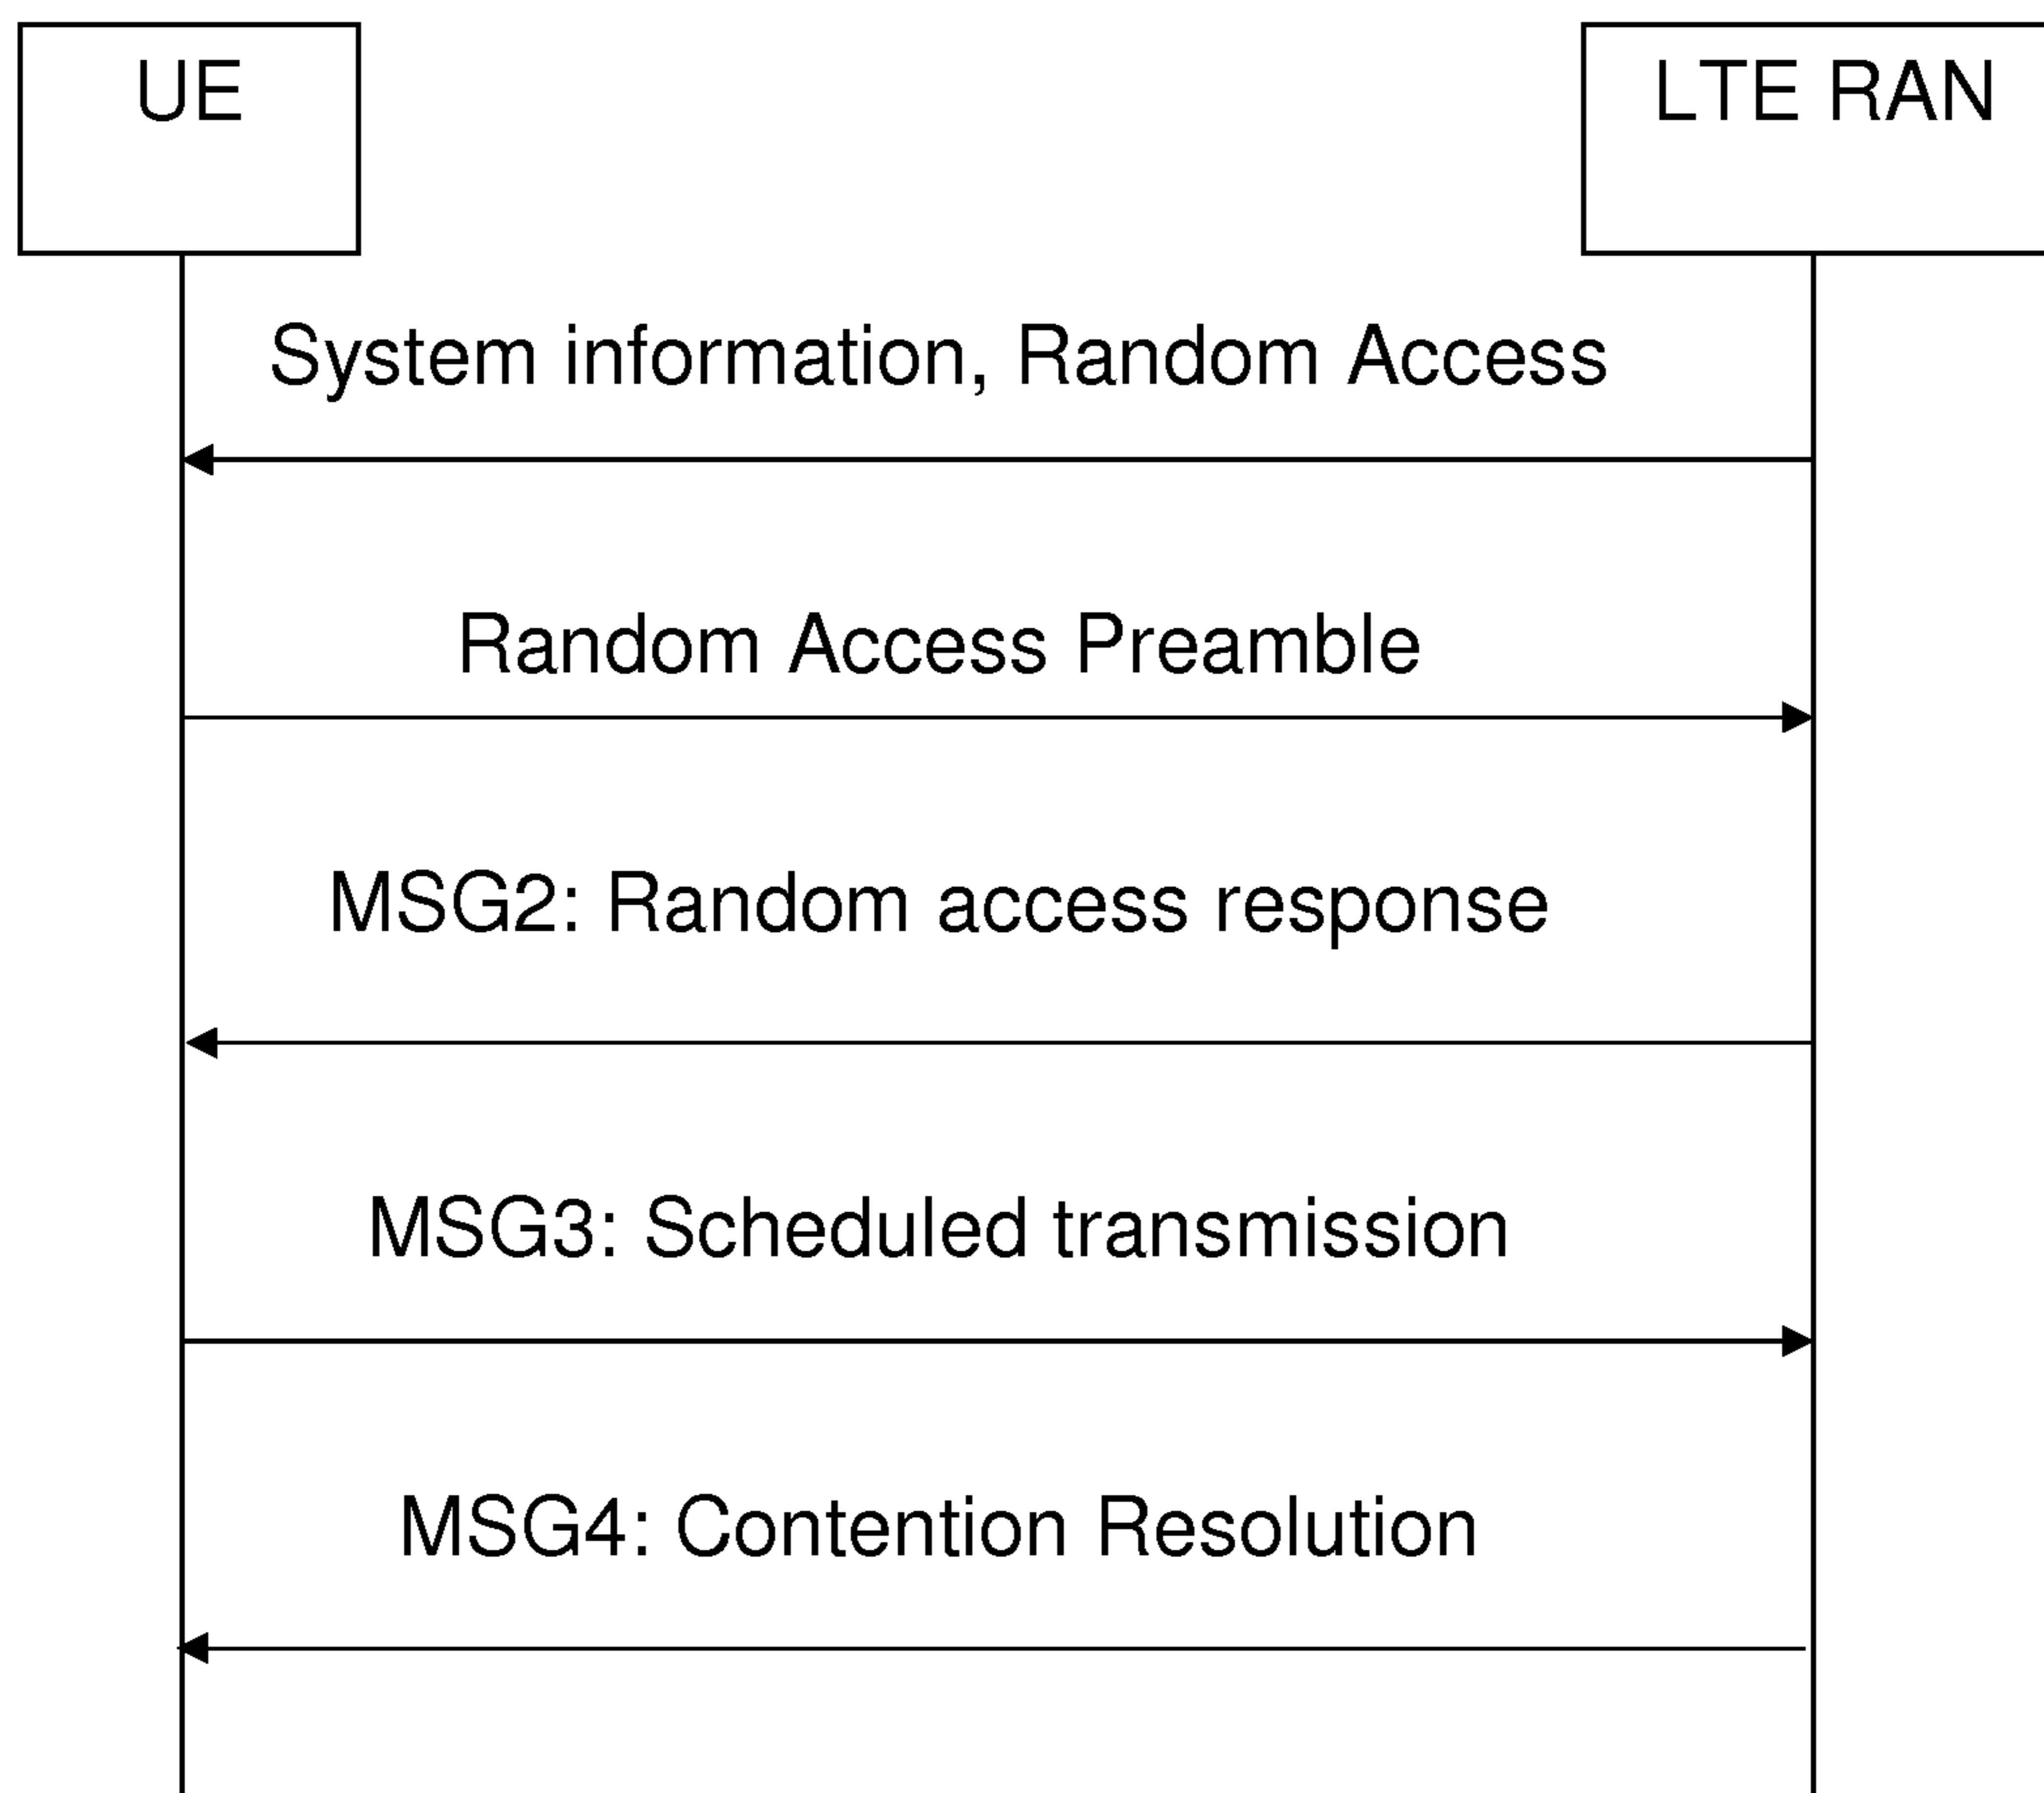 UE
LTE RAN
System information, Random Access
Random Access Preamble
MSG2: Random access response
MSG3: Scheduled transmission
MSG4: Contention Resolution